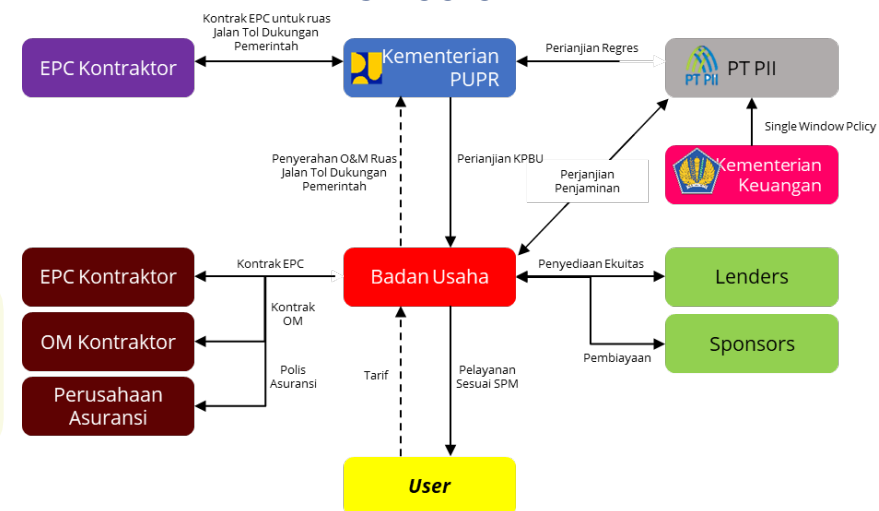 Kontrak EPC untuk ruas
Jalan Tol Dukungan
Pemerintah
EPC Kontraktor
Kementerian
PUPR
Perianjian Regres
PT PII
PT PII
Single Window Pclicy
Penyerahan O&M Ruas
Jalan Tol Dukungan
Pemerintah
Perianjian KPBU
Perjanjian
Penjaminan
Kementerian
Keuangan
EPC Kontraktor
Kontrak EPC
Badan Usaha
Penyediaan Ekuitas
Lenders
Kontrak
OM
OM Kontraktor
Sponsors
Pembiayaan
Polis
Asuransi
Tarif
Pelayanan
Sesuai SPM
Perusahaan
Asuransi
User